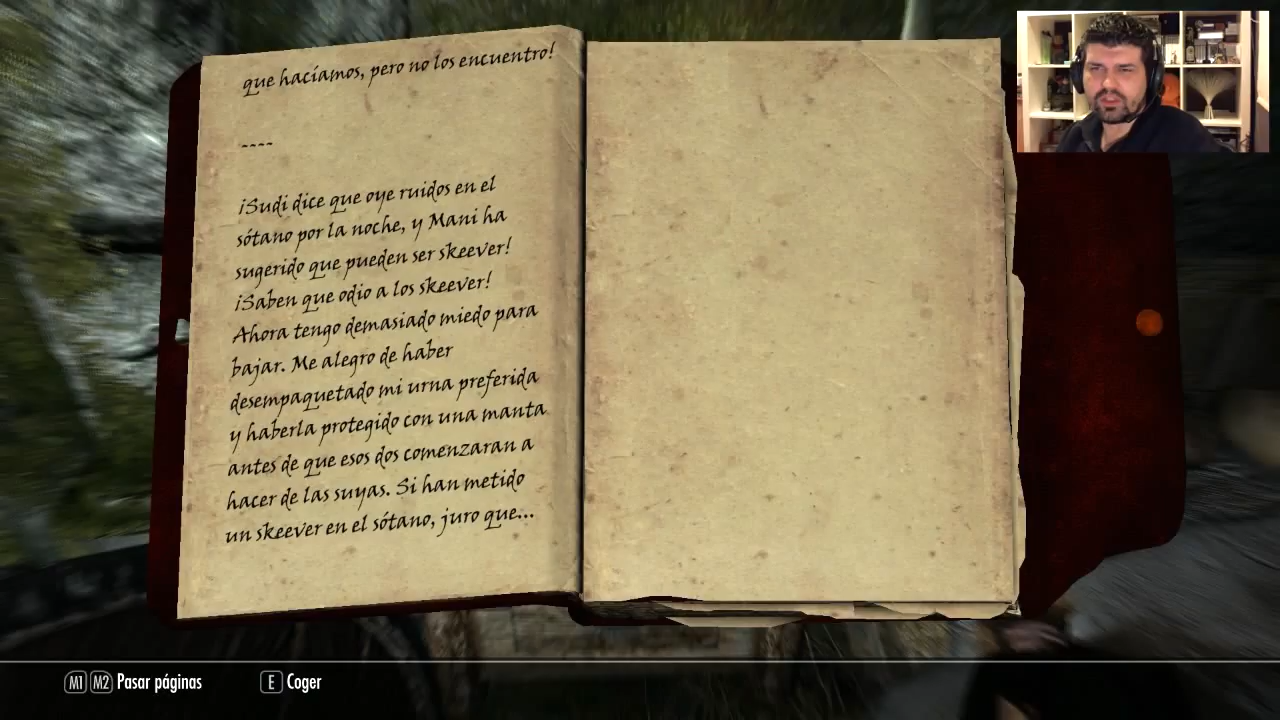 que hacíamos, pero no los encuentro!
----
¡Sudi dice que oye ruidos en el
sótano por la noche, y Mani ha
sugerido que pueden ser skeever!
¡Saben que odio a los skeever!
Ahora tengo demasiado miedo para
bajar. Me alegro de haber
desempaquetado mi urna preferida
y haberla protegido con una manta
antes de que esos dos comenzaran a
hacer de las suyas. Si han metido
un skeever en el sótano, juro que...
M1 M2 Pasar páginas
E Coger